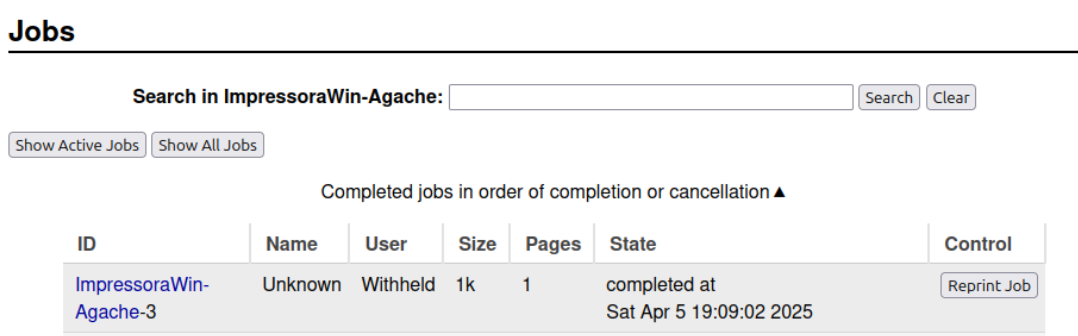 Jobs
Search in ImpressoraWin-Agache: Search Clear
Show Active Jobs Show All Jobs
Completed jobs in order of completion or cancellation▲
ID Name User Size Pages State Control
ImpressoraWin- Unknown Withheld 1k 1 completed at Reprint Job
Agache-3 Sat Apr 5 19:09:02 2025